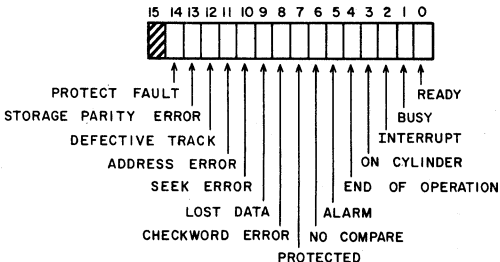 15 14 13 12 11 10 9 8 7 6 5 4 3 2 1 0
PROTECT FAULT
READY
STORAGE PARITY ERROR
BUSY
DEFECTIVE TRACK
INTERRUPT
ADDRESS ERROR
ON CYLINDER
SEEK ERROR
END OF OPERATION
LOST DATA
ALARM
CHECKWORD ERROR
NO COMPARE
PROTECTED